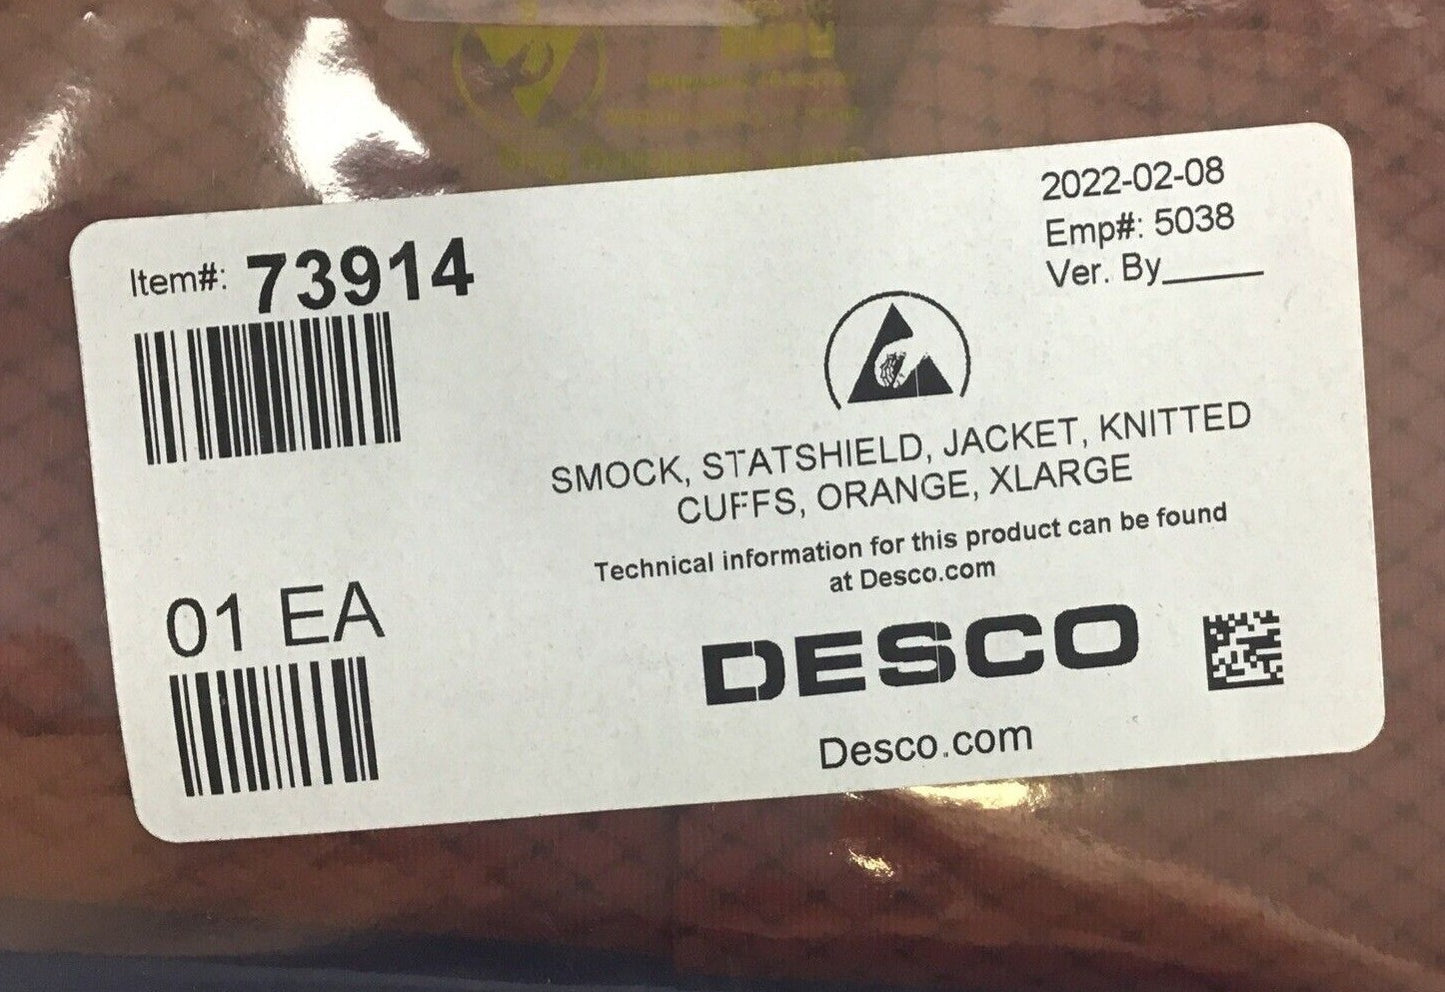 2022-02-08
Emp#: 5038
Ver. By_____
Item#: 73914
SMOCK, STATSHIELD, JACKET, KNITTED
CUFFS, ORANGE, XLARGE
Technical information for this product can be found
at Desco.com
01 EA
DESCO
Desco.com